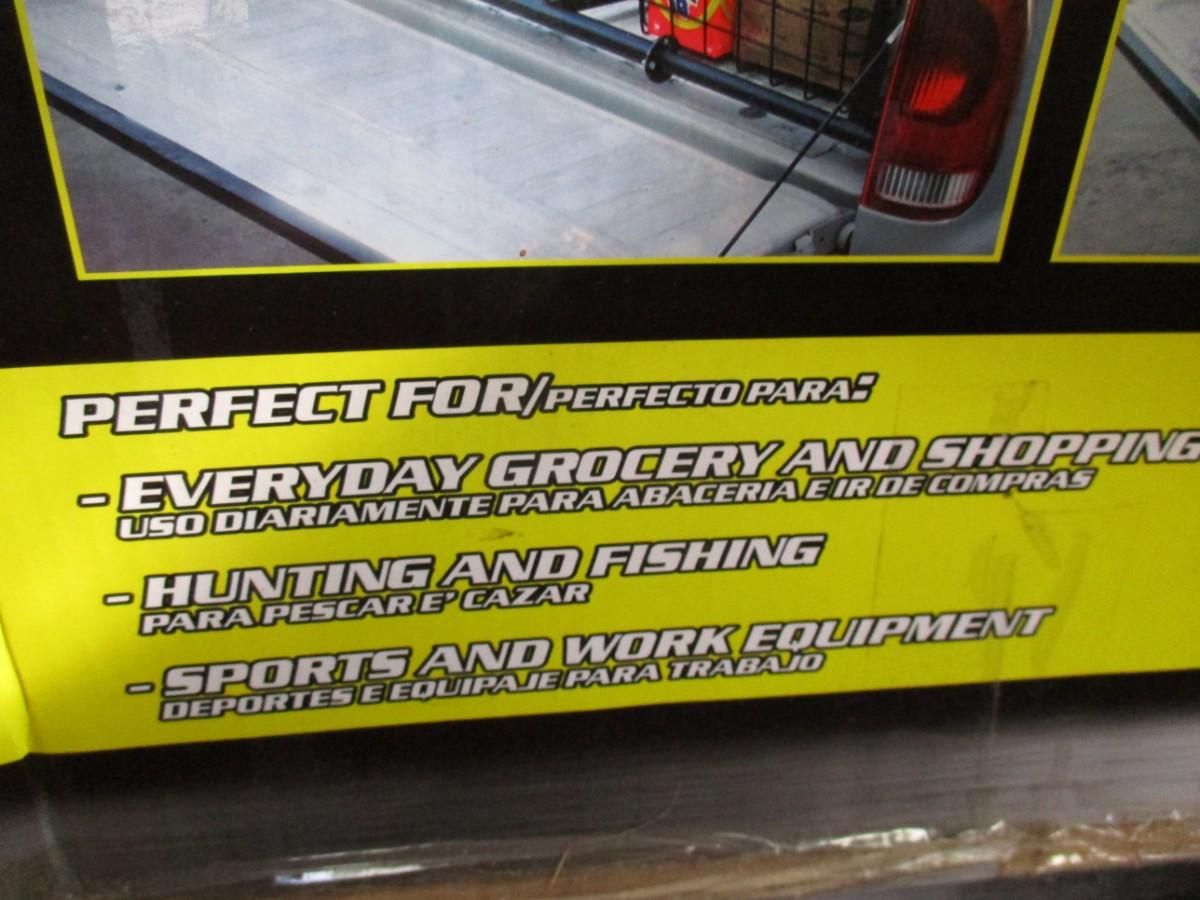 PERFECT FOR/PERFECTO PARA:
- EVERYDAY GROCERY AND SHOPPING
USO DIARIAMENTE PARA ABACERIA E IR DE COMPRAS
- HUNTING AND FISHING
PARA PESCAR E' CAZAR
- SPORTS AND WORK EQUIPMENT
DEPORTES E EQUIPAJE PARA TRABAJO